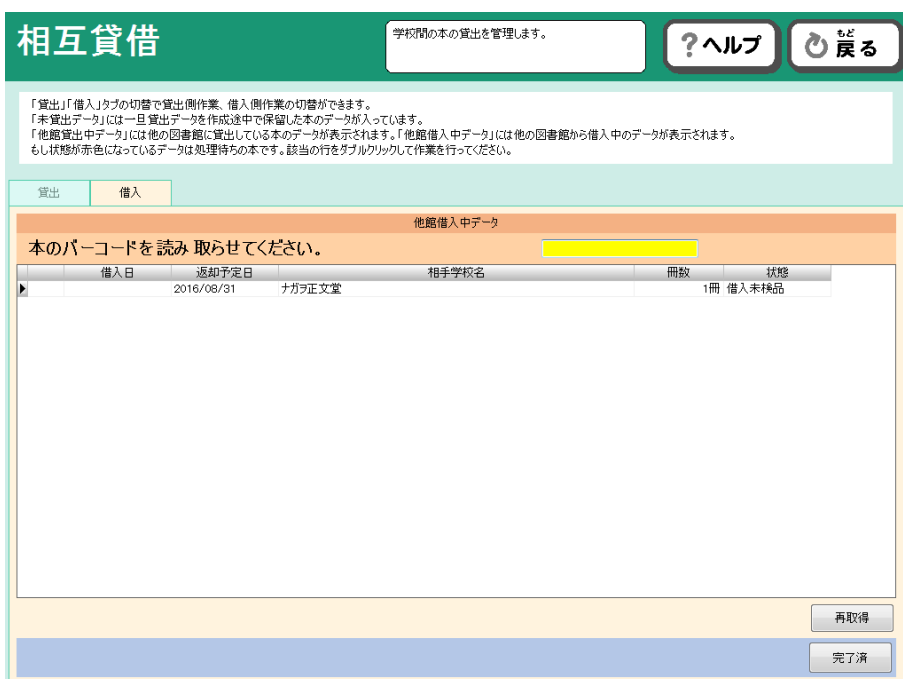 相互貸借
学校間の本の貸出を管理します。
?ヘルプ
もど
戻る
「貸出」「借入」タブの切替で貸出側作業、借入側作業の切替ができます。
「未貸出データ」には一旦貸出データを作成途中で保留した本のデータが入っています。
「他館貸出中データ」には他の図書館に貸出している本のデータが表示されます。「他館借入中データ」には他の図書館から借入中のデータが表示されます。
もし状態が赤色になっているデータは処理待ちの本です。該当の行をダブルクリックして作業を行ってください。
貸出 借入
他館借入中データ
本のバーコードを読み取らせてください。
借入日 返却予定日 相手学校名 冊数 状態
2016/08/31 ナガヲ正文堂 1冊 借入未検品
再取得
完了済